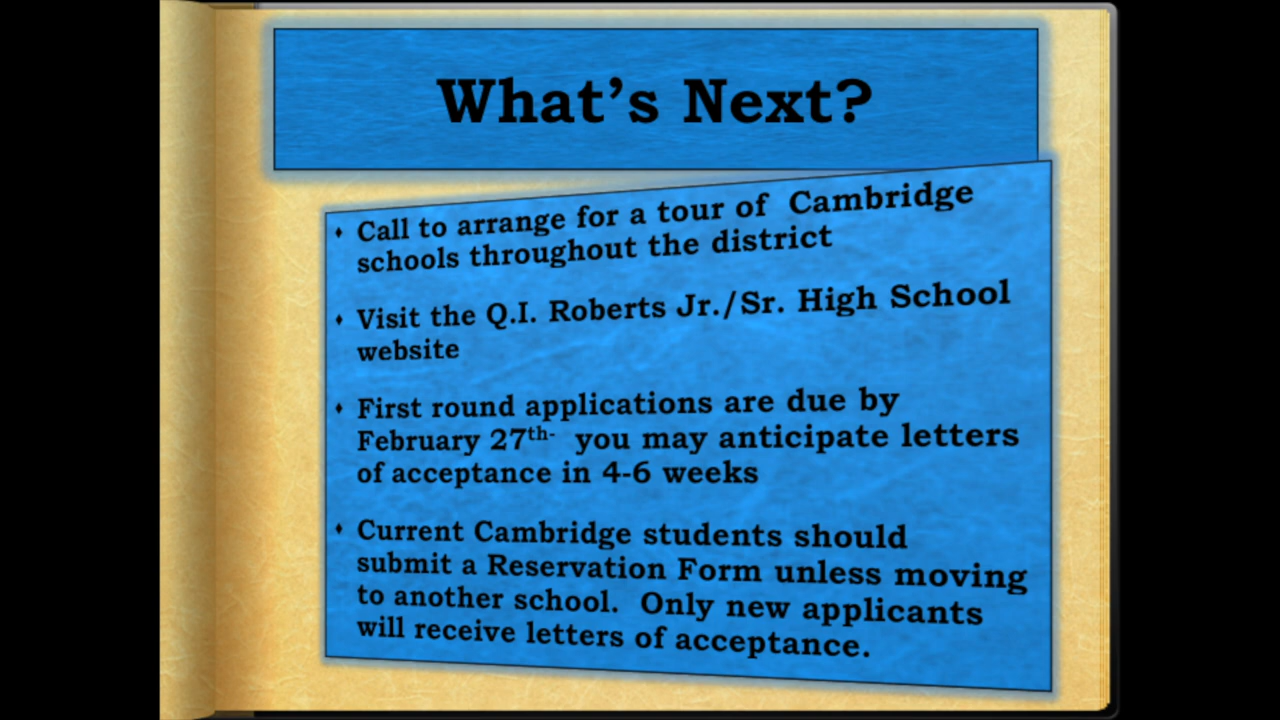 What’s Next?
Call to arrange for a tour of  Cambridge
schools throughout the district
Visit the Q.I. Roberts Jr./Sr. High School
website
First round applications are due by
February 27th-  you may anticipate letters
of acceptance in 4-6 weeks
Current Cambridge students should
submit a Reservation Form unless moving
to another school.  Only new applicants
will receive letters of acceptance.